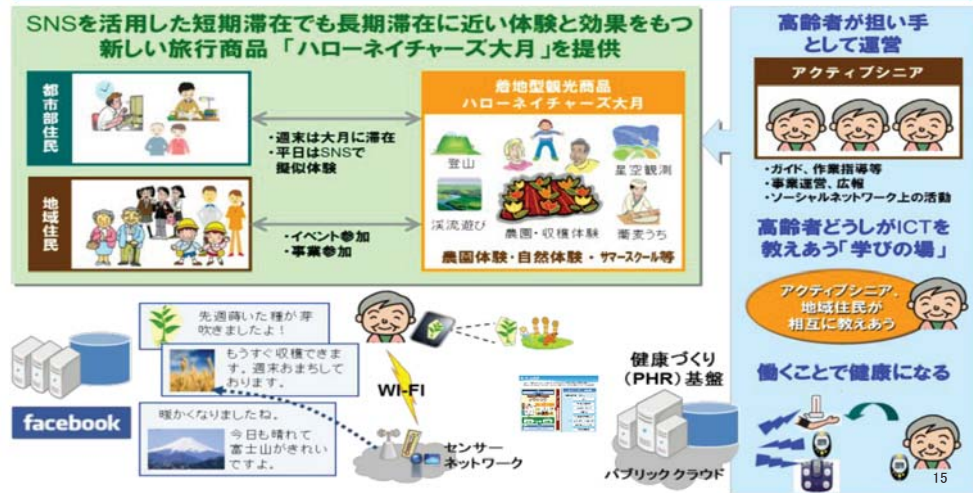 SNSを活用した短期滞在でも長期滞在に近い体験と効果をもつ
新しい旅行商品 「ハローネイチャーズ大月」を提供
都市部住民
・週末は大月に滞在
・平日はSNSで
擬似体験
地域住民
・イベント参加
・事業参加
着地型観光商品
ハローネイチャーズ大月
登山
星空観測
渓流遊び
農園・収穫体験
蕎麦うち
農園体験・自然体験・サマースクール等
高齢者が担い手
として運営
アクティブシニア
・ガイド、作業指導等
・事業運営、広報
・ソーシャルネットワーク上の活動
高齢者どうしがICTを
教えあう「学びの場」
アクティブシニア、
地域住民が
相互に教えあう
働くことで健康になる
先週蒔いた種が芽
吹きましたよ！
もうすぐ収穫できま
す。週末おまちして
おります。
暖かくなりましたね。
今日も晴れて
富士山がきれい
ですよ。
facebook
WI-FI
センサー
ネットワーク
健康づくり
（PHR）基盤
パブリッククラウド
15